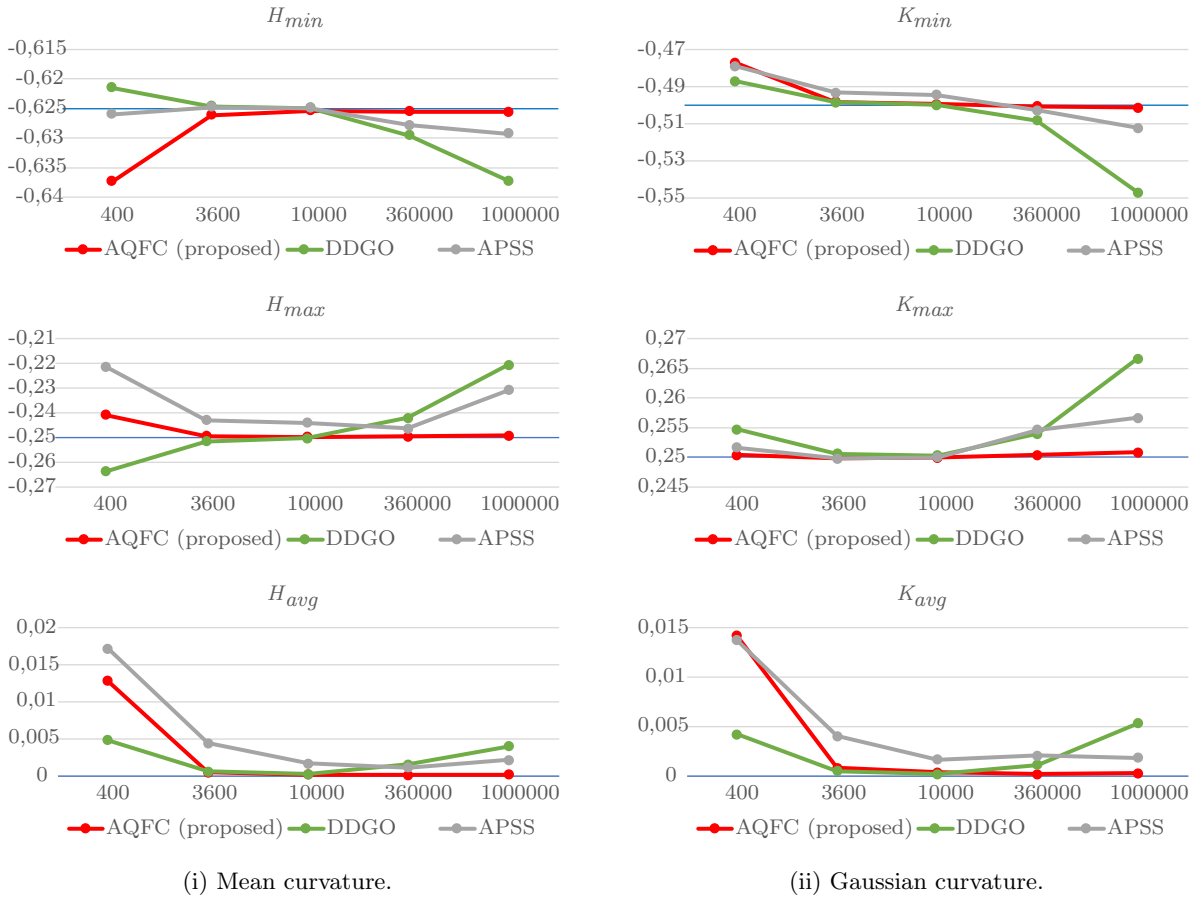 H_min
-0,615
-0,62
-0,625
-0,63
-0,635
-0,64
400 3600 10000 360000 1000000
AQFC (proposed) DDGO APSS
K_min
-0,47
-0,49
-0,51
-0,53
-0,55
400 3600 10000 360000 1000000
AQFC (proposed) DDGO APSS
H_max
-0,21
-0,22
-0,23
-0,24
-0,25
-0,26
-0,27
400 3600 10000 360000 1000000
AQFC (proposed) DDGO APSS
K_max
0,27
0,265
0,26
0,255
0,25
0,245
400 3600 10000 360000 1000000
AQFC (proposed) DDGO APSS
H_avg
0,02
0,015
0,01
0,005
0
400 3600 10000 360000 1000000
AQFC (proposed) DDGO APSS
K_avg
0,015
0,01
0,005
0
400 3600 10000 360000 1000000
AQFC (proposed) DDGO APSS
(i) Mean curvature.
(ii) Gaussian curvature.